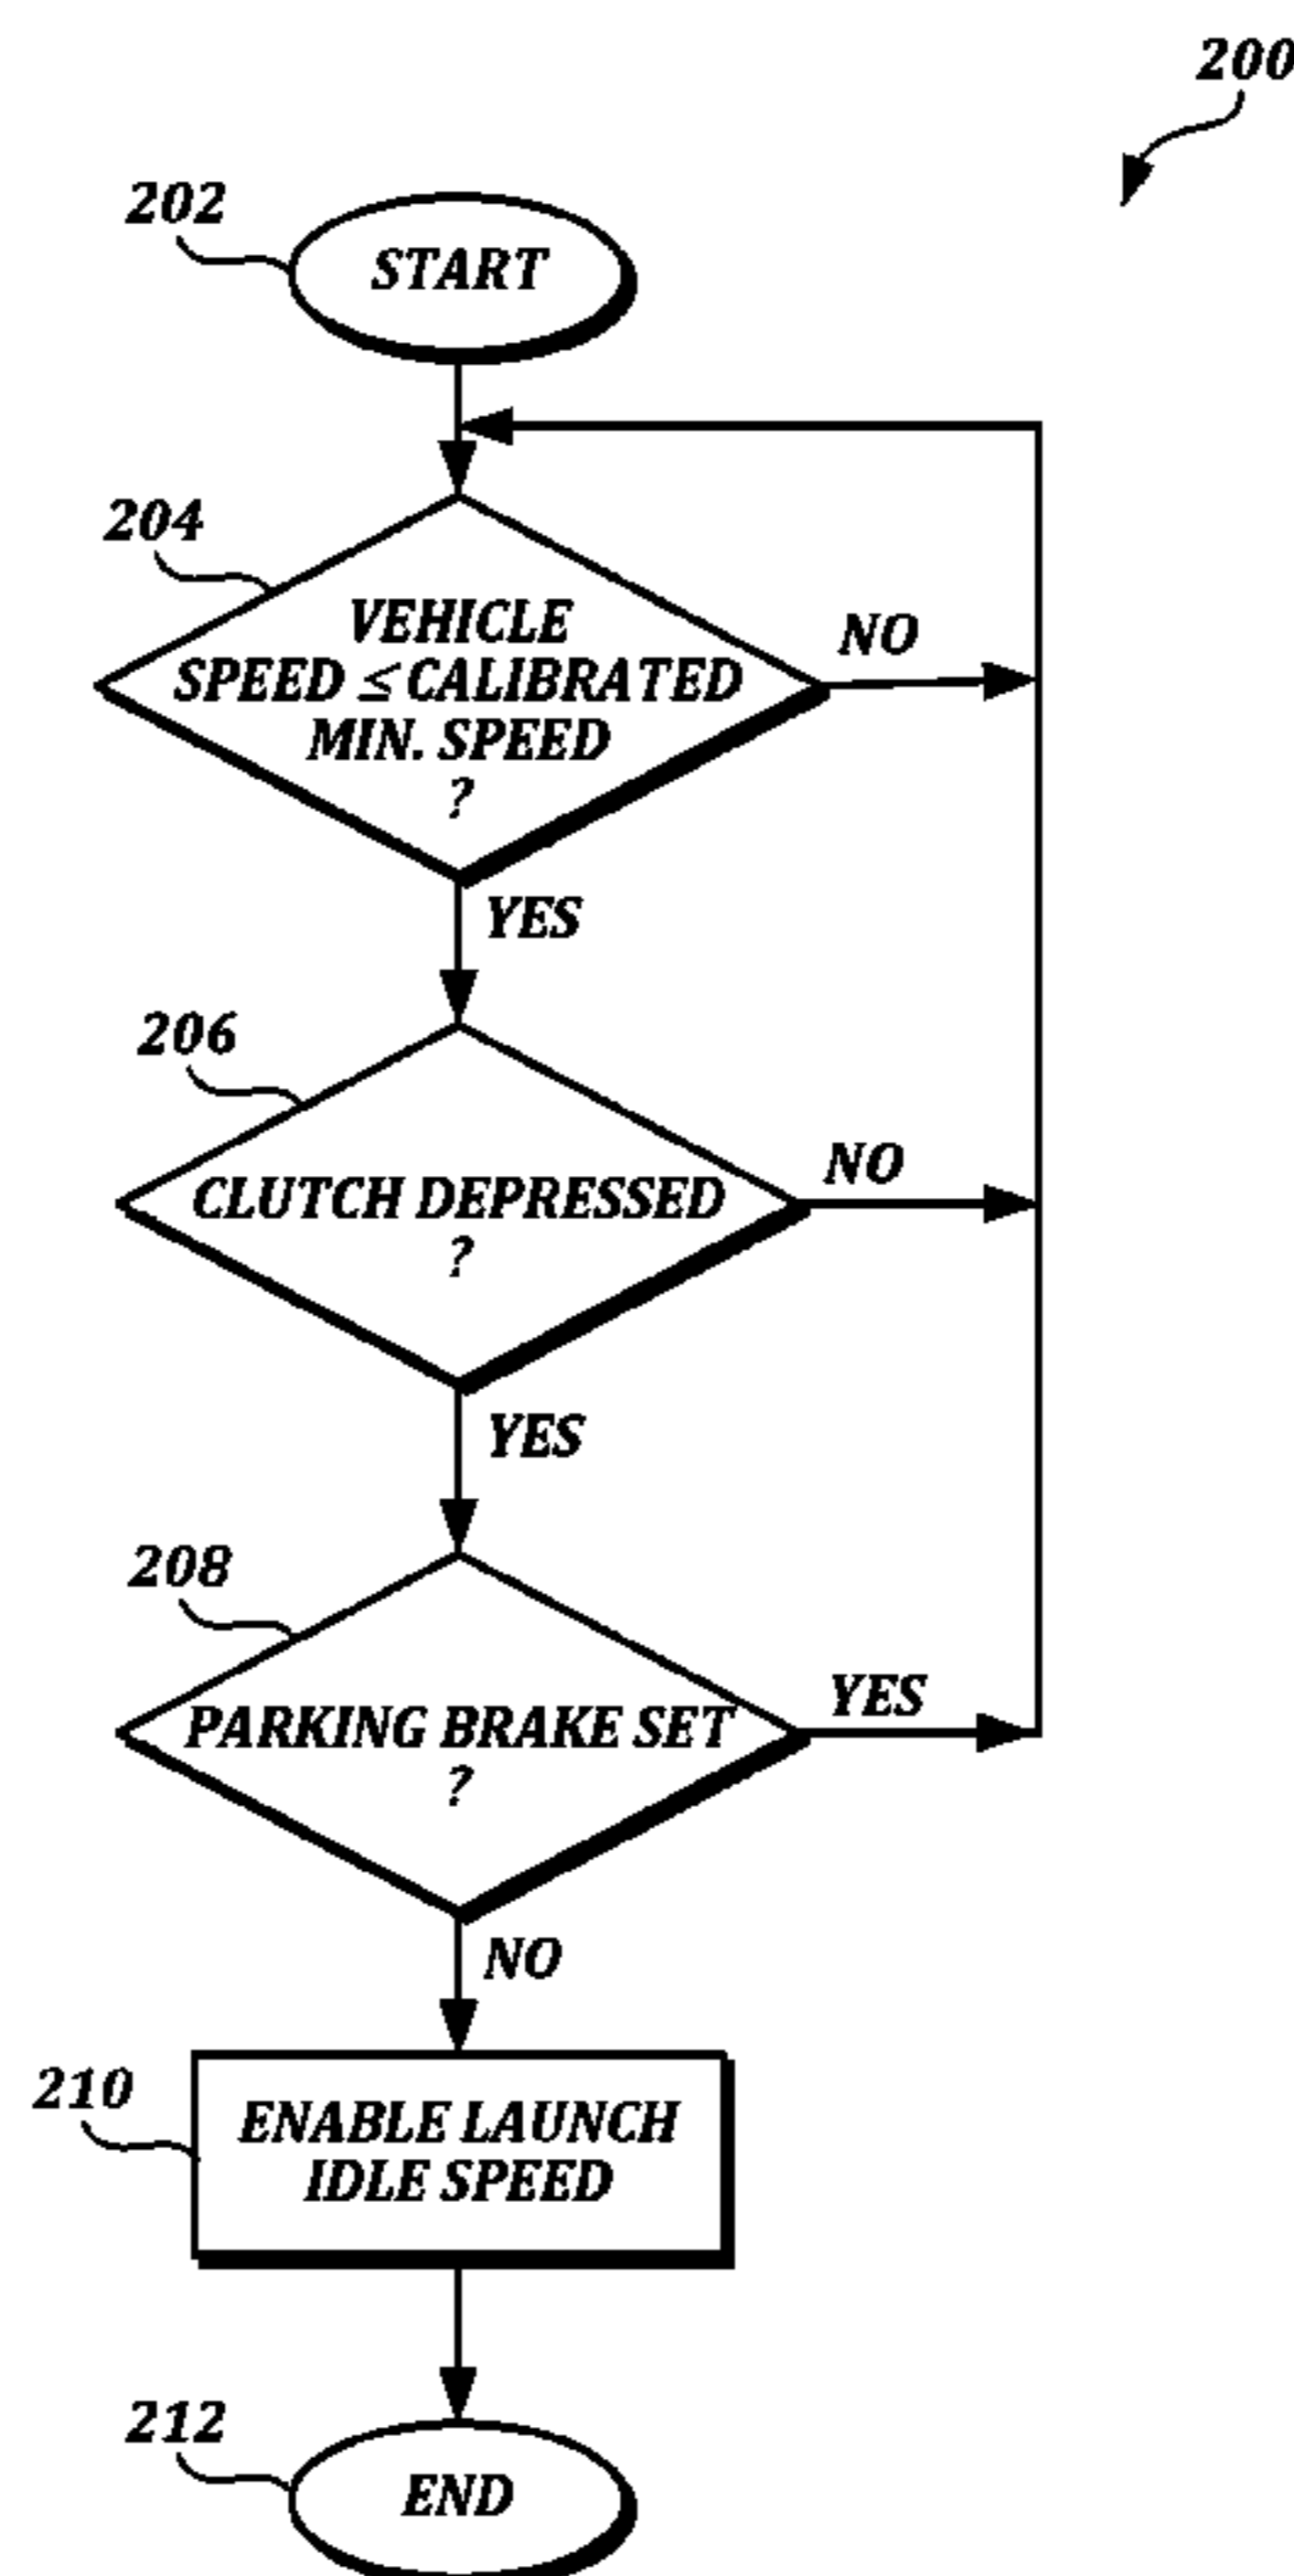 200
202
START
204
VEHICLE
SPEED ≤ CALIBRATED
MIN. SPEED
?
NO
YES
206
CLUTCH DEPRESSED
?
NO
YES
208
PARKING BRAKE SET
?
YES
NO
210
ENABLE LAUNCH
IDLE SPEED
212
END